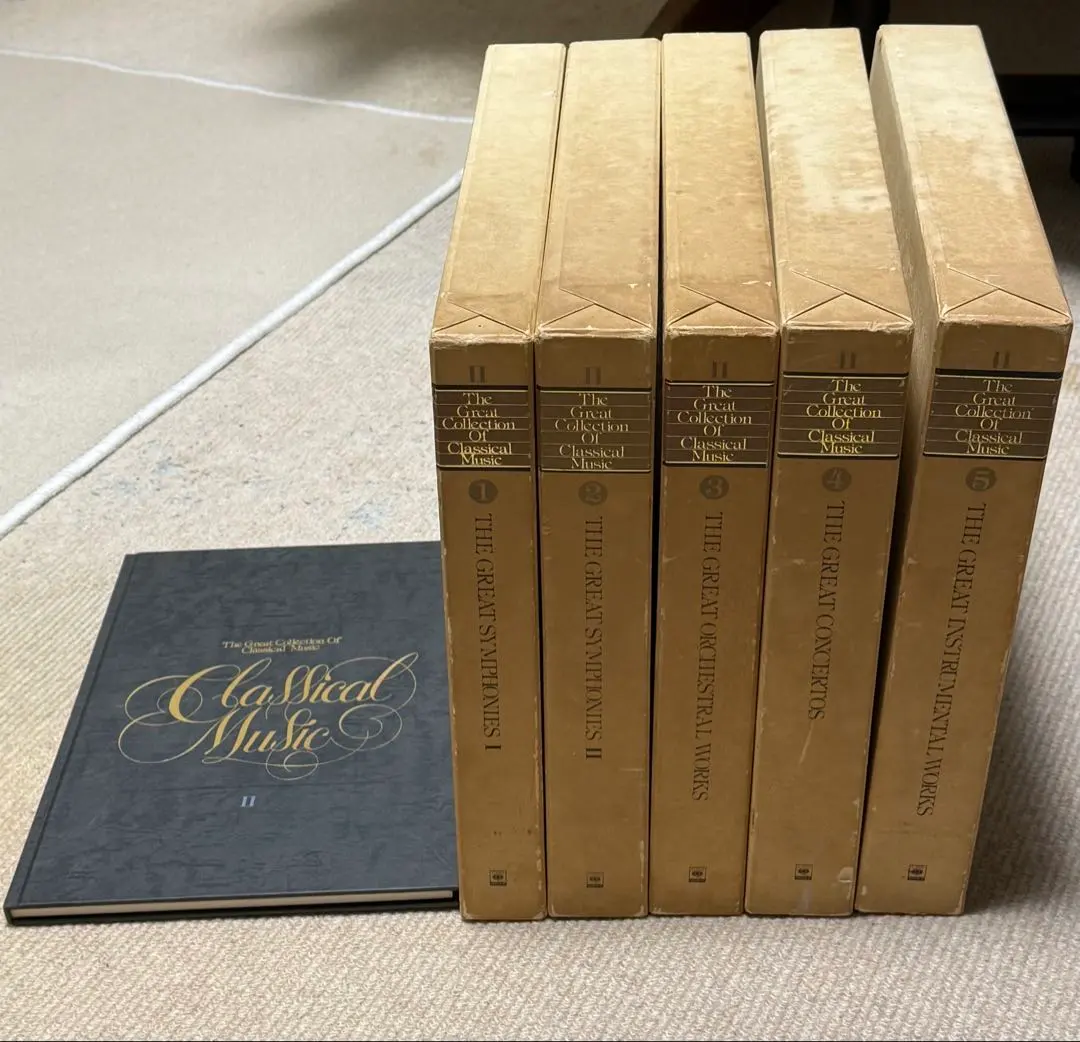 The Great Collection Of
Classical Music
Classical
Music
II
II
The
Great
Collection
Of
Classical
Music
1
THE GREAT SYMPHONIES I
II
The
Great
Collection
Of
Classical
Music
2
THE GREAT SYMPHONIES II
II
The
Great
Collection
Of
Classical
Music
3
THE GREAT ORCHESTRAL WORKS
II
The
Great
Collection
Of
Classical
Music
4
THE GREAT CONCERTOS
II
The
Great
Collection
Of
Classical
Music
5
THE GREAT INSTRUMENTAL WORKS